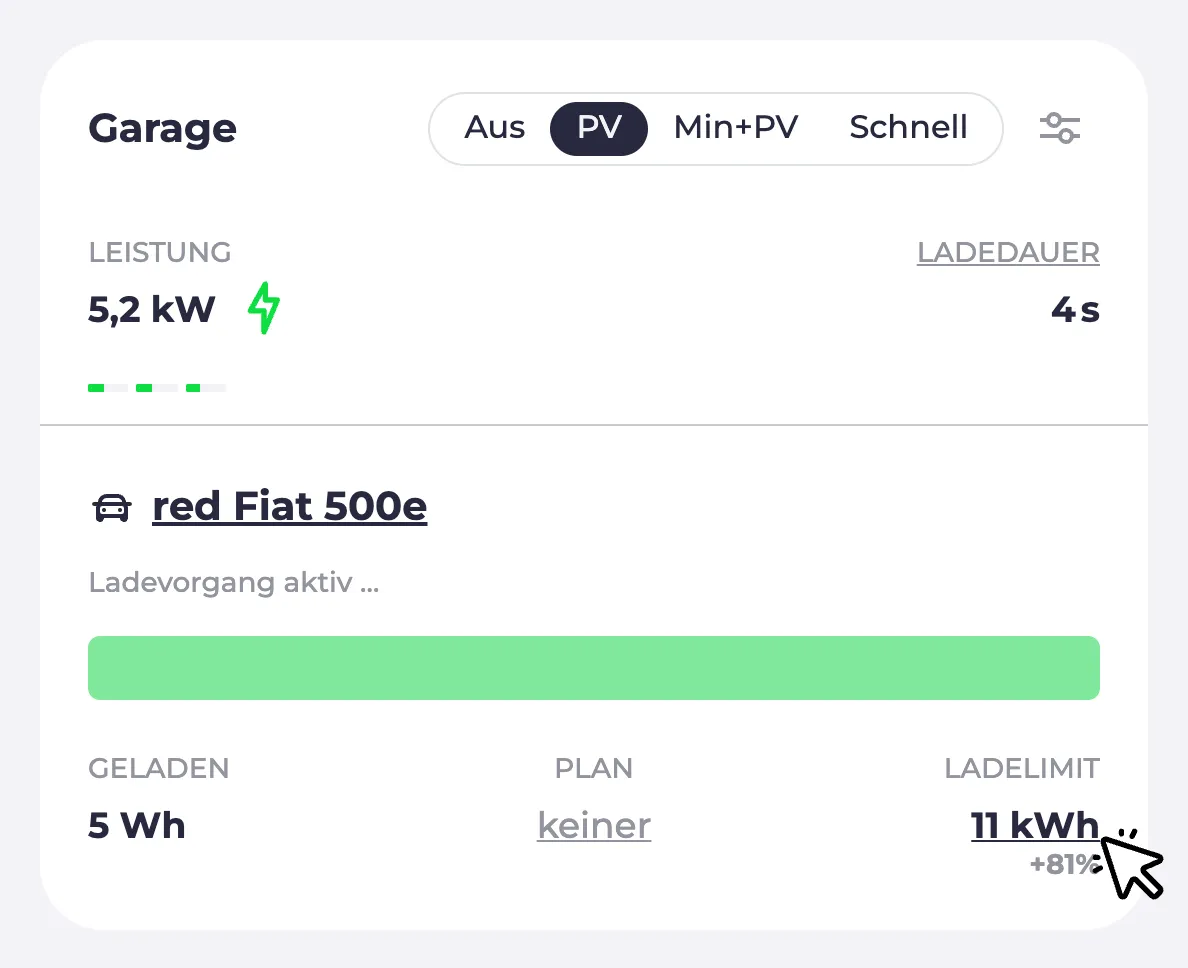 Garage Aus PV Min+PV Schnell
LEISTUNG LADEDAUER
5,2 kW 4 s
red Fiat 500e
Ladevorgang aktiv ...
GELADEN PLAN LADELIMIT
5 Wh keiner 11 kWh
+81%